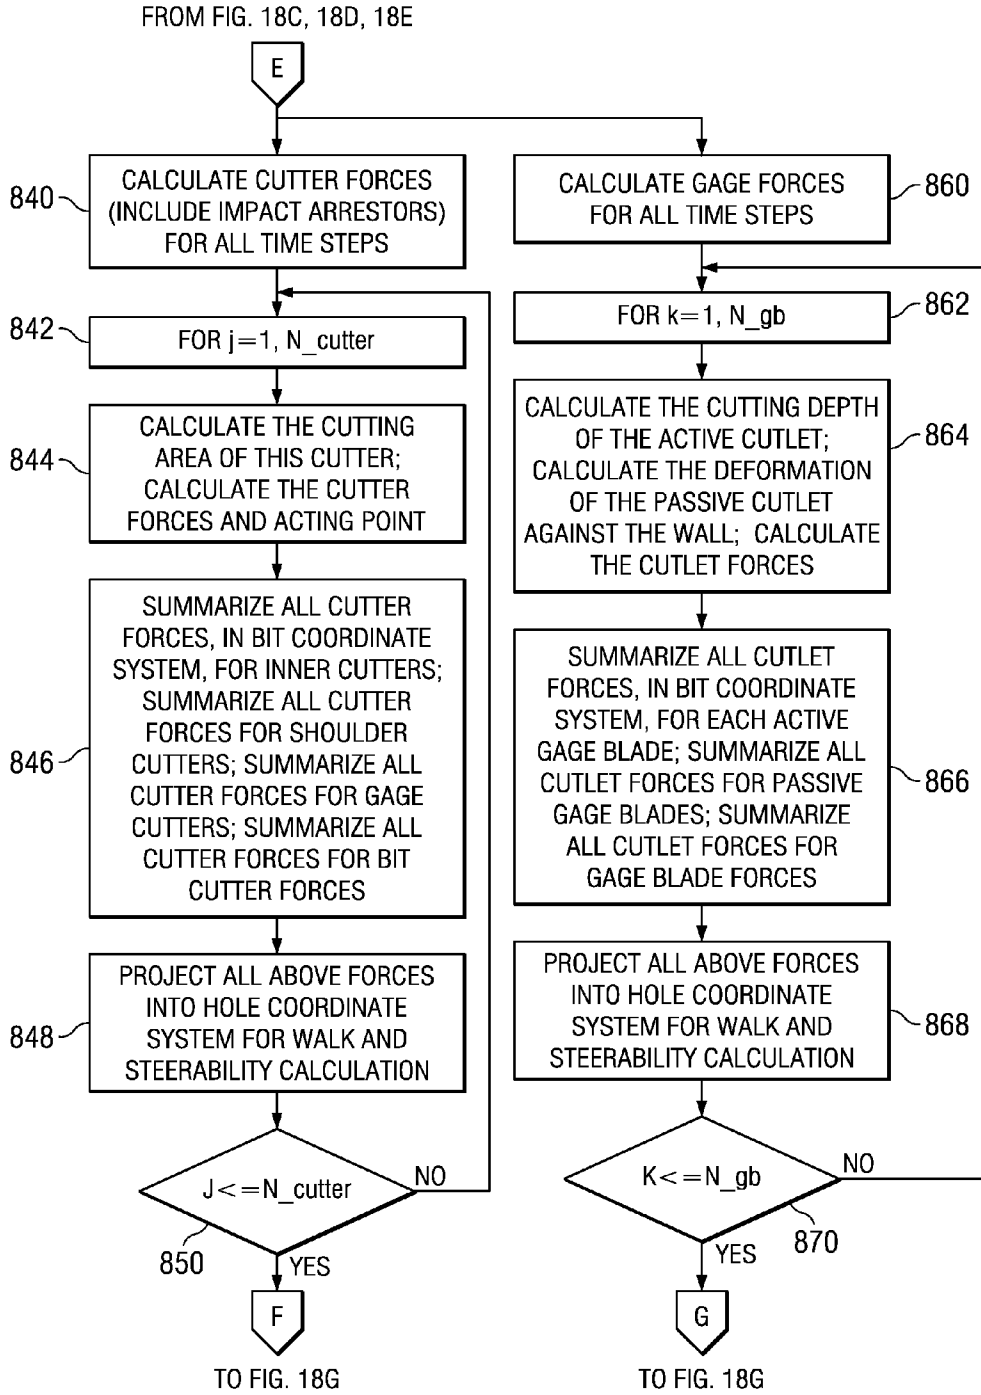 FROM FIG. 18C, 18D, 18E
E
840
CALCULATE CUTTER FORCES
(INCLUDE IMPACT ARRESTORS)
FOR ALL TIME STEPS
842
FOR j=1, N_cutter
844
CALCULATE THE CUTTING
AREA OF THIS CUTTER;
CALCULATE THE CUTTER
FORCES AND ACTING POINT
846
SUMMARIZE ALL CUTTER
FORCES, IN BIT COORDINATE
SYSTEM, FOR INNER CUTTERS;
SUMMARIZE ALL CUTTER
FORCES FOR SHOULDER
CUTTERS; SUMMARIZE ALL
CUTTER FORCES FOR GAGE
CUTTERS; SUMMARIZE ALL
CUTTER FORCES FOR BIT
CUTTER FORCES
848
PROJECT ALL ABOVE FORCES
INTO HOLE COORDINATE
SYSTEM FOR WALK AND
STEERABILITY CALCULATION
J<=N_cutter
NO
850
YES
F
TO FIG. 18G
CALCULATE GAGE FORCES
FOR ALL TIME STEPS
860
FOR k=1, N_gb
862
CALCULATE THE CUTTING DEPTH
OF THE ACTIVE CUTLET;
CALCULATE THE DEFORMATION
OF THE PASSIVE CUTLET
AGAINST THE WALL; CALCULATE
THE CUTLET FORCES
864
SUMMARIZE ALL CUTLET
FORCES, IN BIT COORDINATE
SYSTEM, FOR EACH ACTIVE
GAGE BLADE; SUMMARIZE ALL
CUTLET FORCES FOR PASSIVE
GAGE BLADES; SUMMARIZE
ALL CUTLET FORCES FOR
GAGE BLADE FORCES
866
PROJECT ALL ABOVE FORCES
INTO HOLE COORDINATE
SYSTEM FOR WALK AND
STEERABILITY CALCULATION
868
K<=N_gb
NO
870
YES
G
TO FIG. 18G